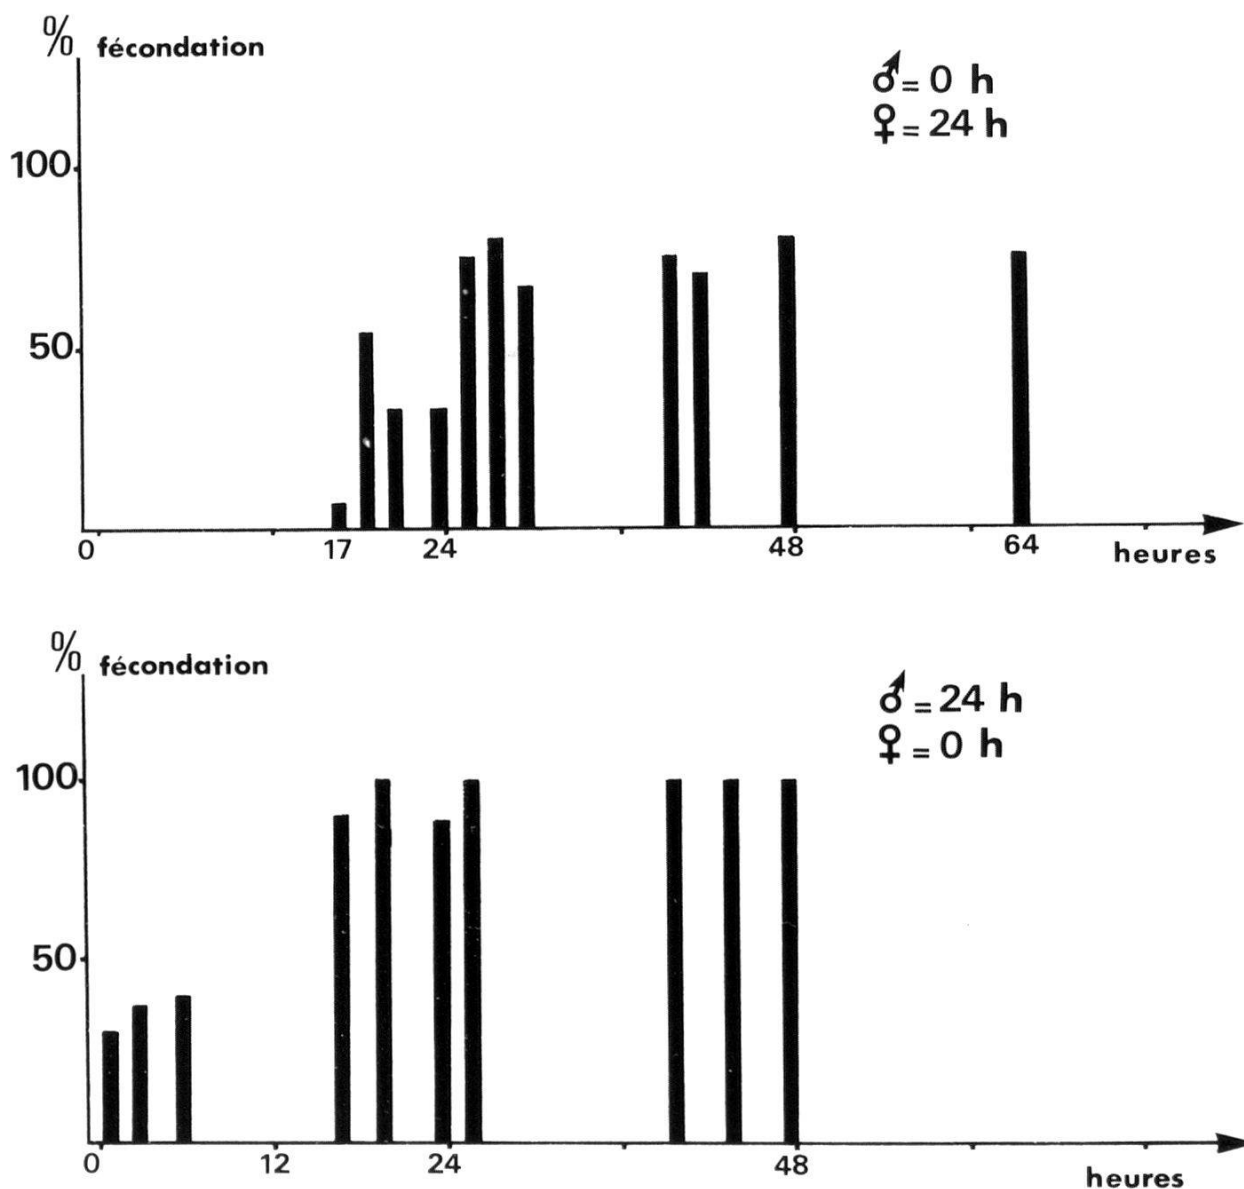 % fécondation
♂ = 0 h
♀ = 24 h
100
50
0 17 24 48 64
heures
% fécondation
♂ = 24 h
♀ = 0 h
100
50
0 12 24 48
heures